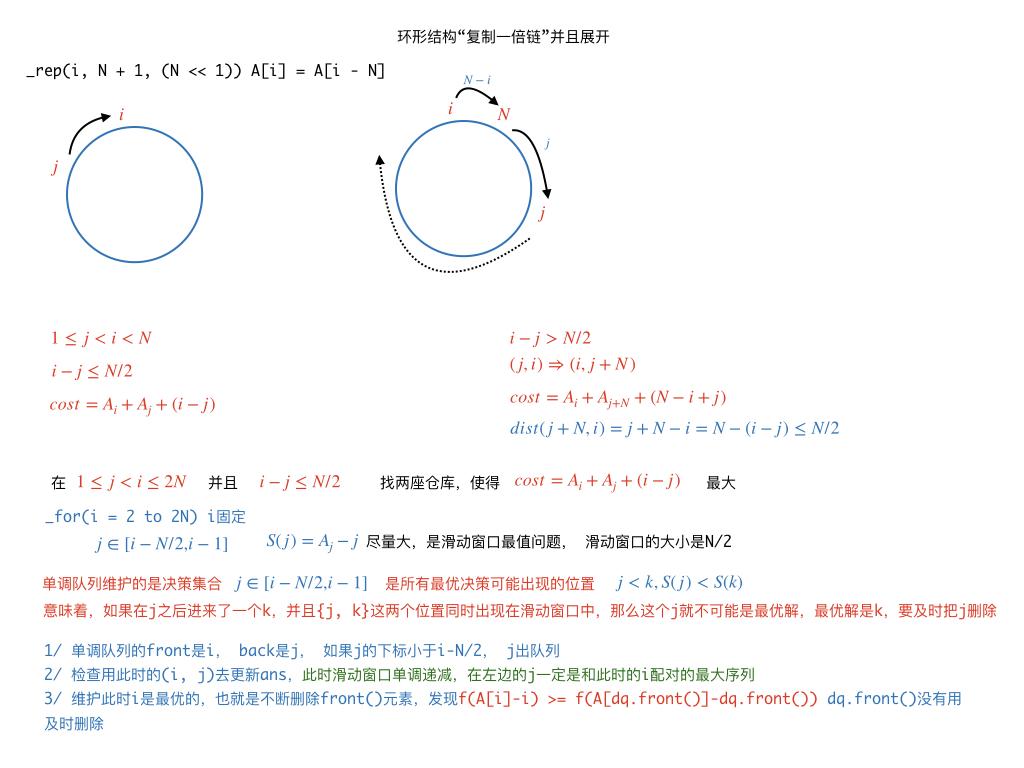 环形结构“复制一倍链”并且展开
_rep(i, N + 1, (N << 1)) A[i] = A[i - N]
N − i
i
i
N
j
j
j
1 ≤ j < i < N
i − j > N/2
(j, i) ⇒ (i, j + N)
i − j ≤ N/2
cost = A_i + A_j + (i − j)
cost = A_i + A_{j+N} + (N − i + j)
dist(j + N, i) = j + N − i = N − (i − j) ≤ N/2
在 1 ≤ j < i ≤ 2N 并且 i − j ≤ N/2 找两座仓库，使得 cost = A_i + A_j + (i − j) 最大
_for(i = 2 to 2N) i固定
j ∈ [i − N/2,i − 1] S(j) = A_j − j 尽量大，是滑动窗口最值问题， 滑动窗口的大小是N/2
单调队列维护的是决策集合 j ∈ [i − N/2,i − 1] 是所有最优决策可能出现的位置 j < k, S(j) < S(k)
意味着，如果在j之后进来了一个k，并且{j, k}这两个位置同时出现在滑动窗口中，那么这个j就不可能是最优解，最优解是k，要及时把j删除
1/ 单调队列的front是i， back是j， 如果j的下标小于i-N/2， j出队列
2/ 检查用此时的(i, j)去更新ans，此时滑动窗口单调递减，在左边的j一定是和此时的i配对的最大序列
3/ 维护此时i是最优的，也就是不断删除front()元素，发现f(A[i]-i) >= f(A[dq.front()]-dq.front()) dq.front()没有用
及时删除